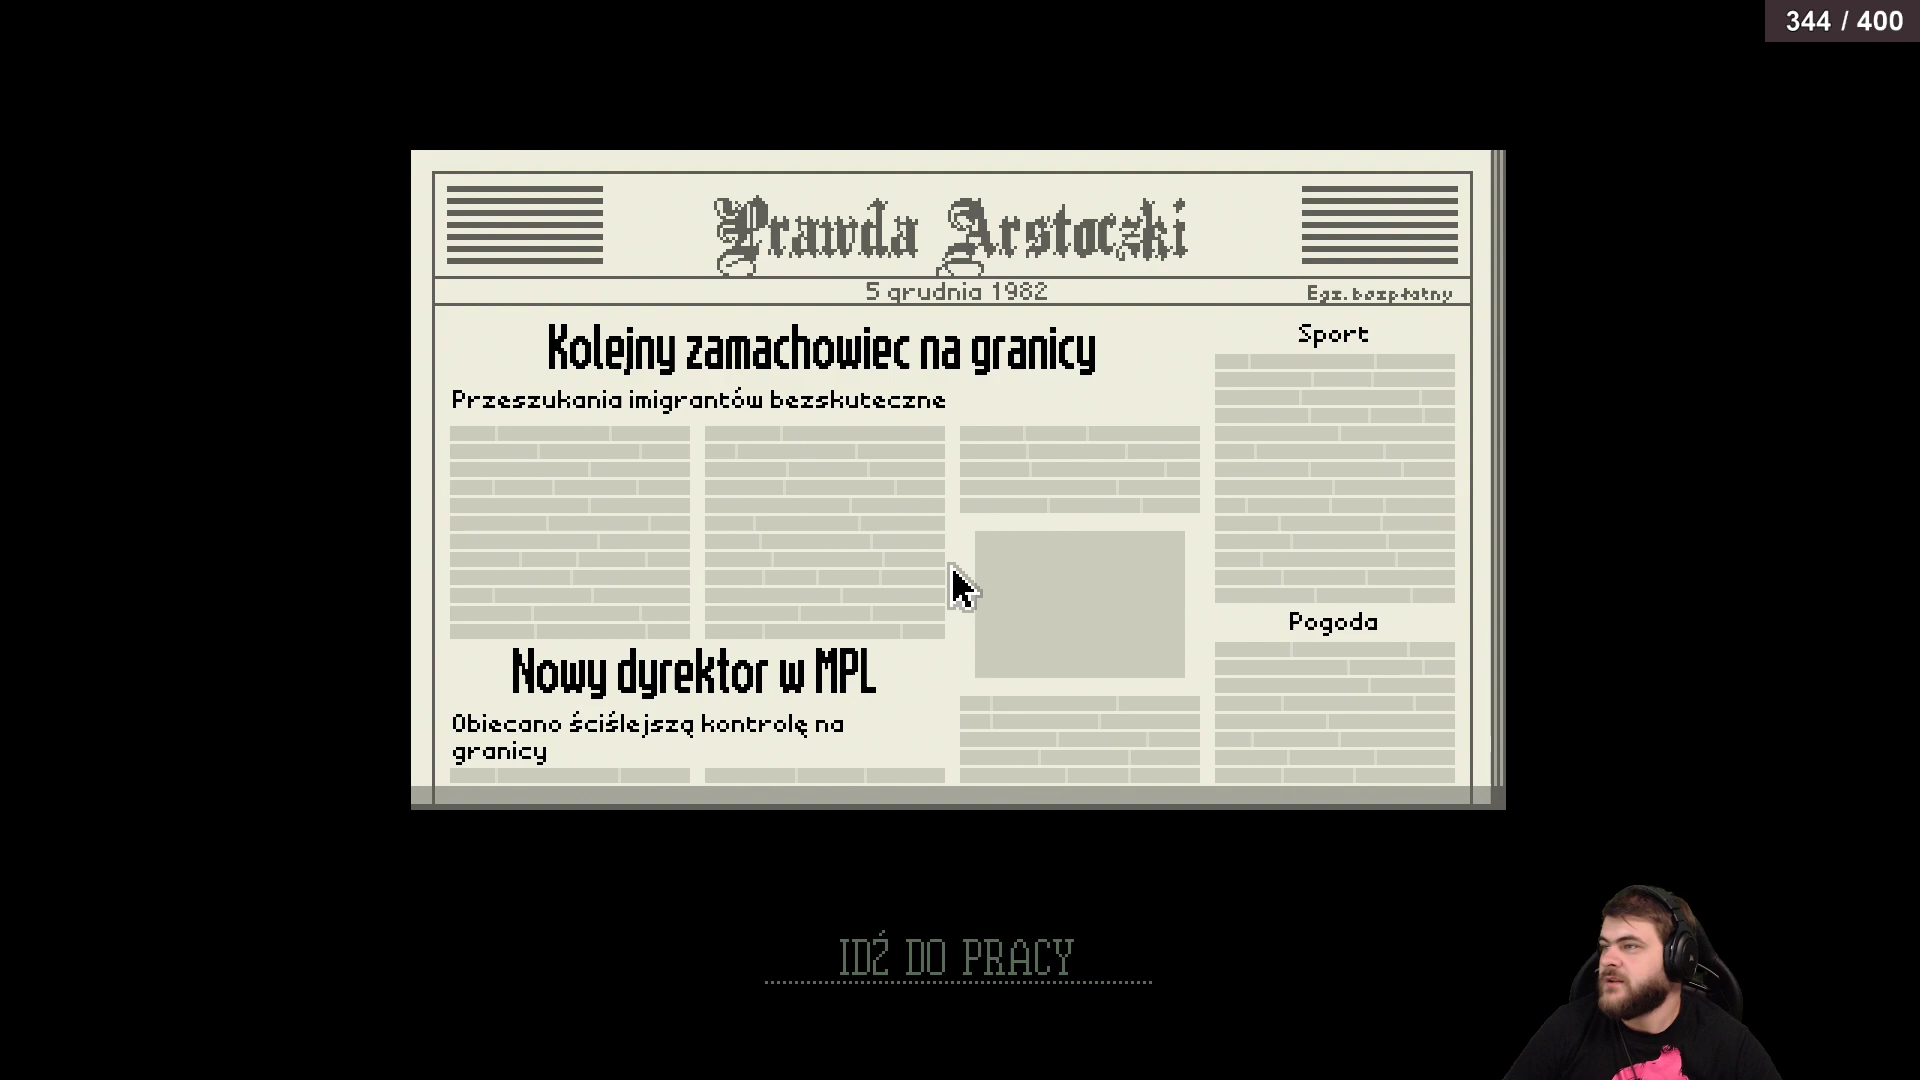 344 / 400
Prawda Arstoczki
5 grudnia 1982
Egz. bezpłatny
Kolejny zamachowiec na granicy
Przeszukania imigrantów bezskuteczne
Sport
Pogoda
Nowy dyrektor w MPL
Obiecano ściślejszą kontrolę na
granicy
IDŹ DO PRACY